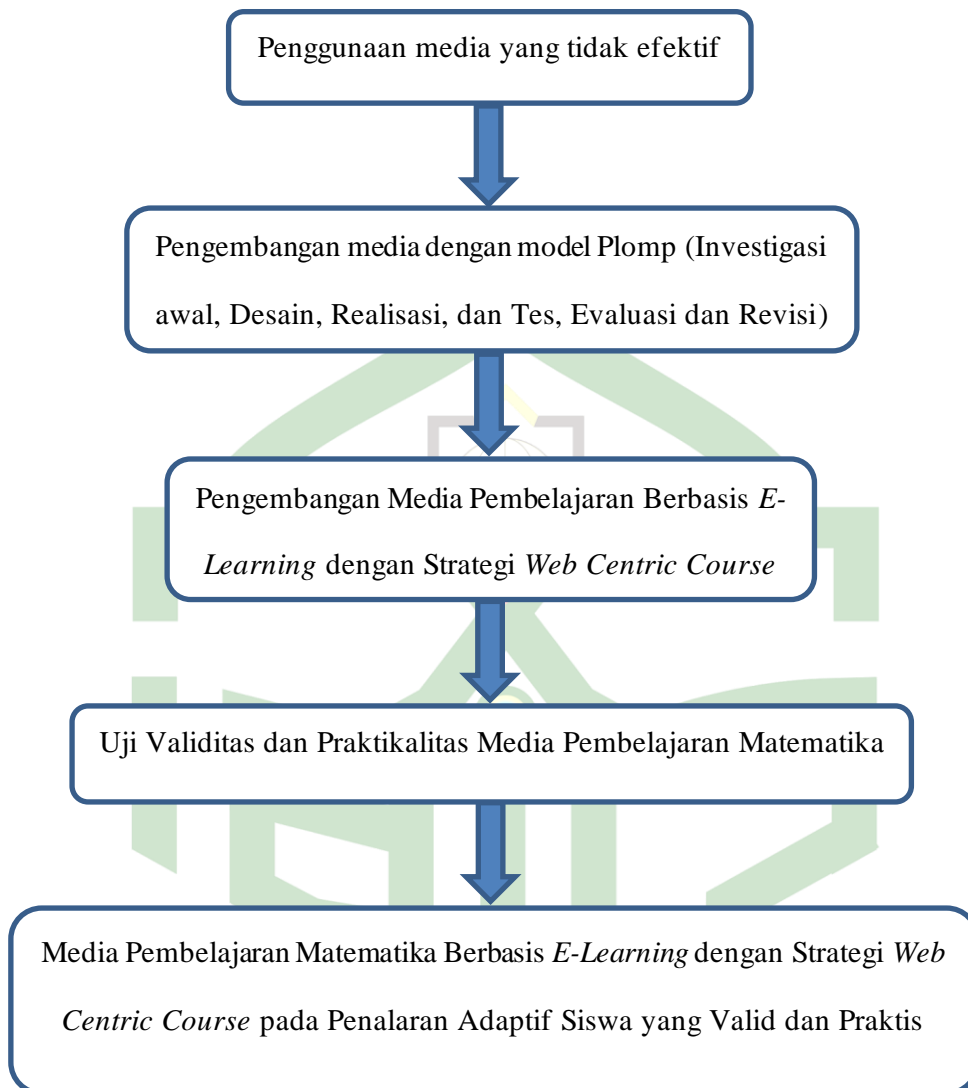 Penggunaan media yang tidak efektif
Pengembangan media dengan model Plomp (Investigasi
awal, Desain, Realisasi, dan Tes, Evaluasi dan Revisi)
Pengembangan Media Pembelajaran Berbasis E-
Learning dengan Strategi Web Centric Course
Uji Validitas dan Praktikalitas Media Pembelajaran Matematika
Media Pembelajaran Matematika Berbasis E-Learning dengan Strategi Web
Centric Course pada Penalaran Adaptif Siswa yang Valid dan Praktis